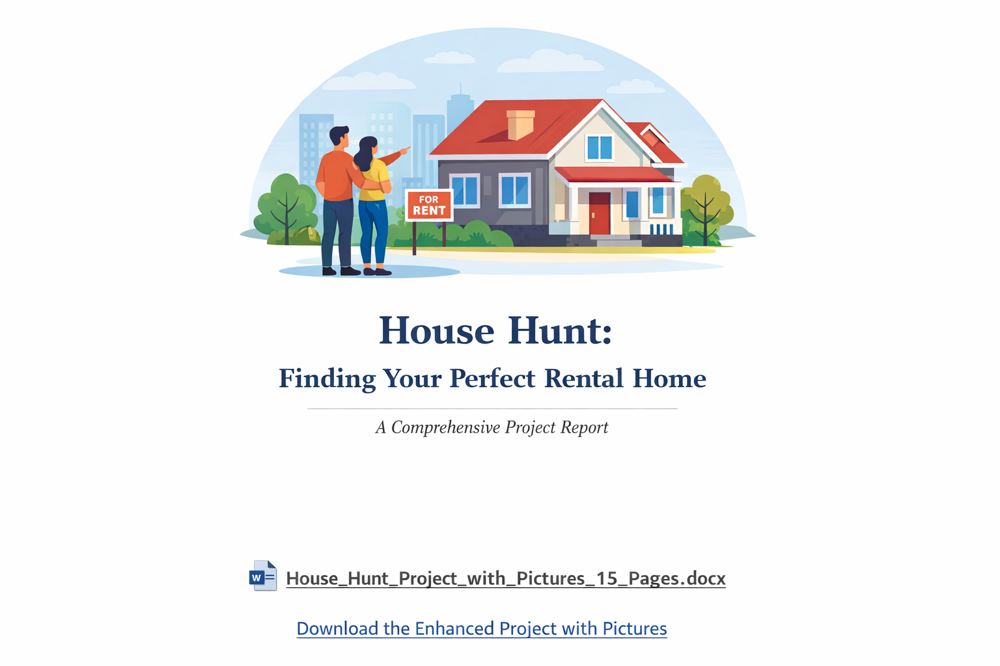 FOR
RENT
House Hunt:
Finding Your Perfect Rental Home
A Comprehensive Project Report
W
House_Hunt_Project_with_Pictures_15_Pages.docx
Download the Enhanced Project with Pictures